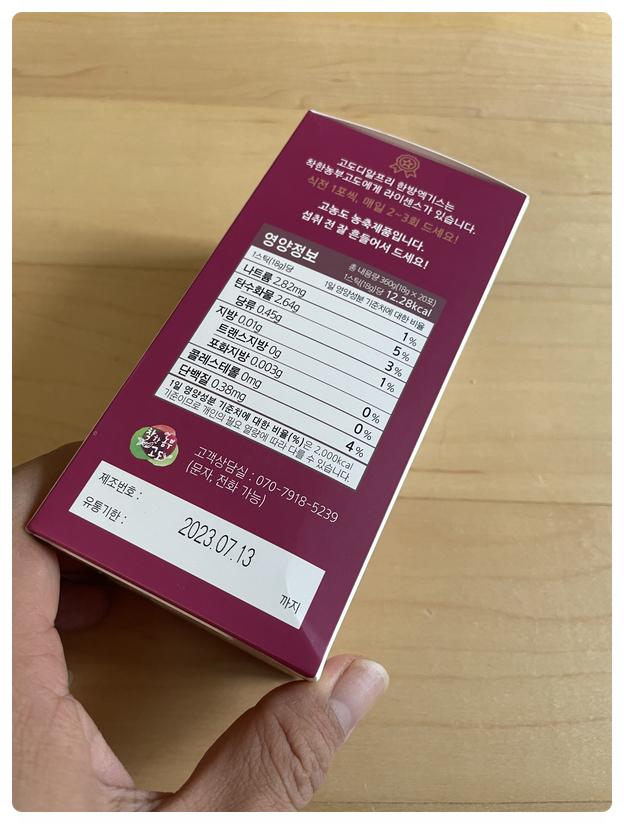 고도디알프리 한방엑기스는
착한농부고도에게 라이센스가 있습니다.
식전 1포씩, 매일 2~3회 드세요!
고농도 농축제품입니다.
섭취 전 잘 흔들어서 드세요!
영양정보
총 내용량 360g(18g × 20포)
1스틱(18g)당 12.28kcal
1스틱(18g)당 1일 영양성분 기준치에 대한 비율
나트륨 2.82mg 1%
탄수화물 2.64g 5%
당류 0.45g 3%
지방 0.01g 1%
트랜스지방 0g
포화지방 0.003g 0%
콜레스테롤 0mg 0%
단백질 0.38mg 4%
1일 영양성분 기준치에 대한 비율(%)은 2,000kcal
기준이므로 개인의 필요 열량에 따라 다를 수 있습니다.
착한농부
고도
고객상담실 : 070-7918-5239
(문자, 전화 가능)
제조번호 :
유통기한 :
2023.07.13
까지